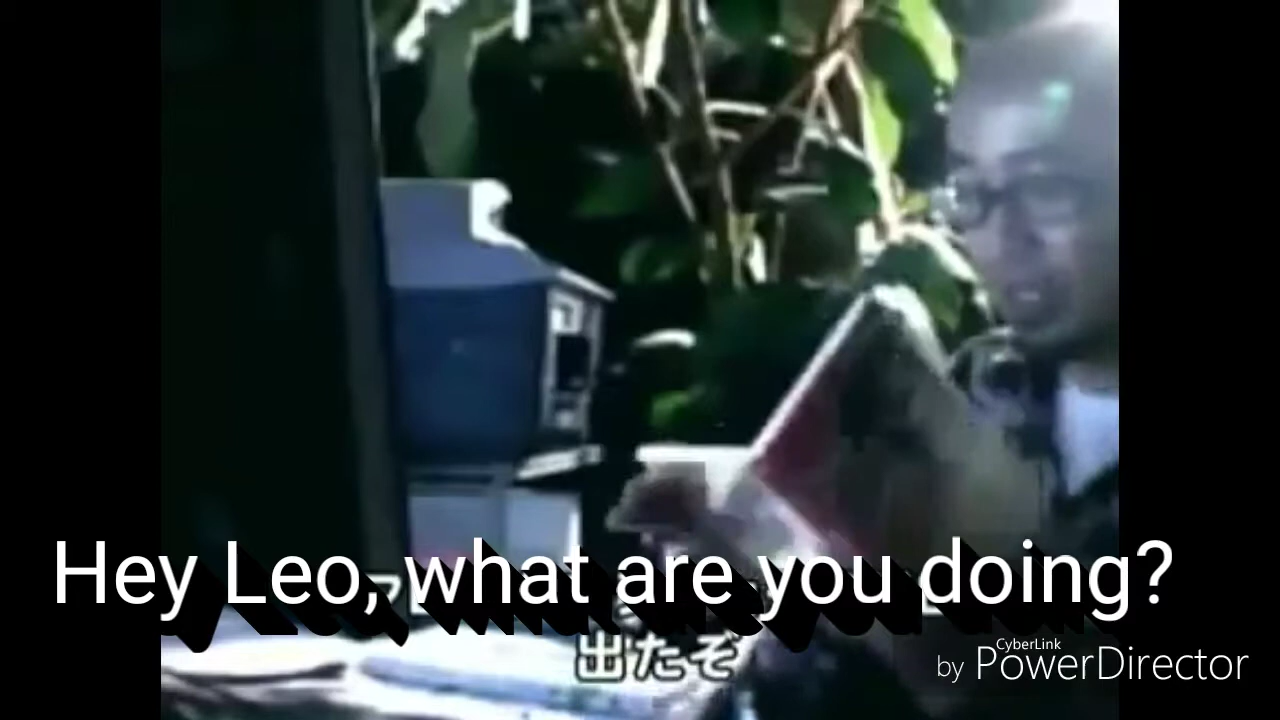 Hey Leo, what are you doing?
出たぞ
CyberLink
by PowerDirector